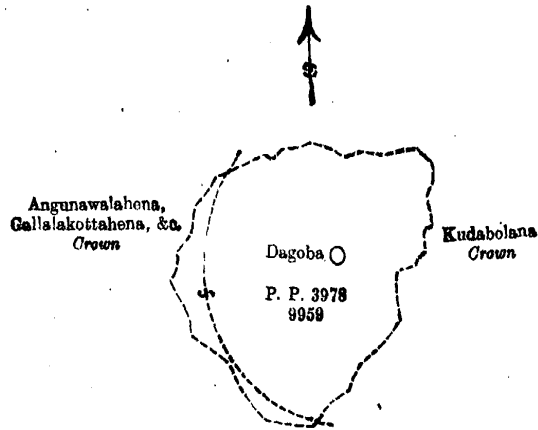 Angunawalahena,
Gallalakottahena, &c.
Crown
Kudabolana
Crown
Dagoba
P. P. 3978
9959